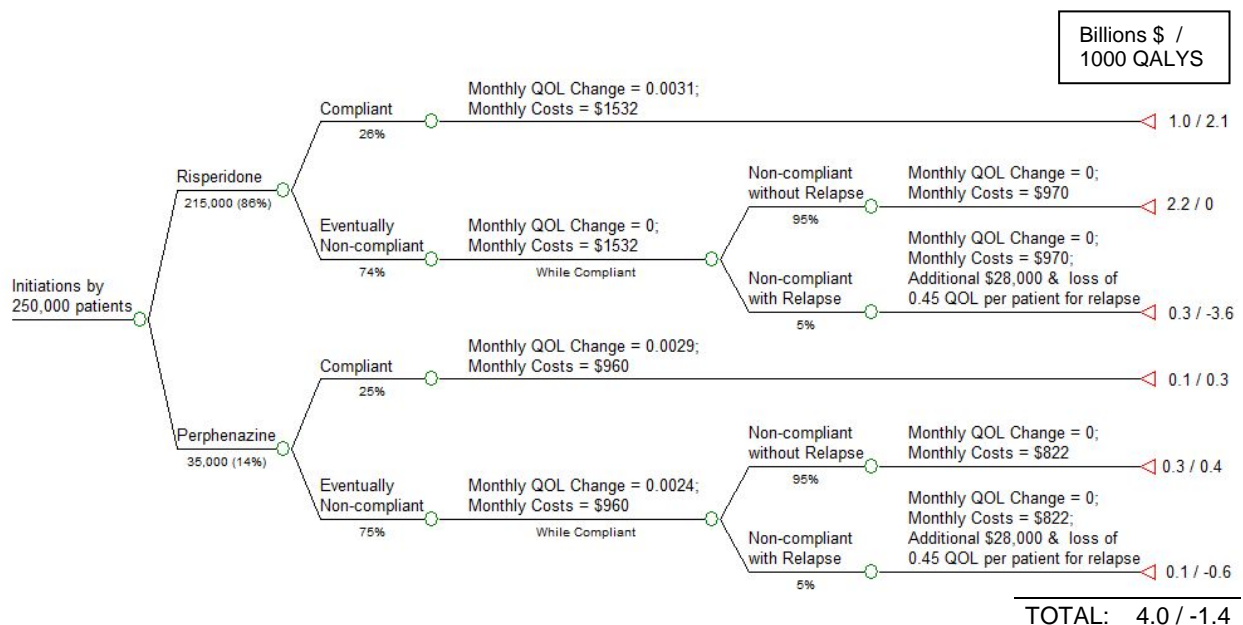 Billions $ /
1000 QALYS
Monthly QOL Change = 0.0031;
Compliant
Monthly Costs = $1532
26%
1.0 / 2.1
Risperidone
215,000 (86%)
Non-compliant
without Relapse
95%
Monthly QOL Change = 0;
Monthly Costs = $970
2.2 / 0
Eventually
Non-compliant
74%
Monthly QOL Change = 0;
Monthly Costs = $1532
While Compliant
Non-compliant
with Relapse
5%
Monthly QOL Change = 0;
Monthly Costs = $970;
Additional $28,000 & loss of
0.45 QOL per patient for relapse
0.3 / -3.6
Initiations by
250,000 patients
Compliant
25%
Monthly QOL Change = 0.0029;
Monthly Costs = $960
0.1 / 0.3
Perphenazine
35,000 (14%)
Non-compliant
without Relapse
95%
Monthly QOL Change = 0;
Monthly Costs = $822
0.3 / 0.4
Eventually
Non-compliant
75%
Monthly QOL Change = 0.0024;
Monthly Costs = $960
While Compliant
Non-compliant
with Relapse
5%
Monthly QOL Change = 0;
Monthly Costs = $822;
Additional $28,000 & loss of
0.45 QOL per patient for relapse
0.1 / -0.6
TOTAL: 4.0 / -1.4